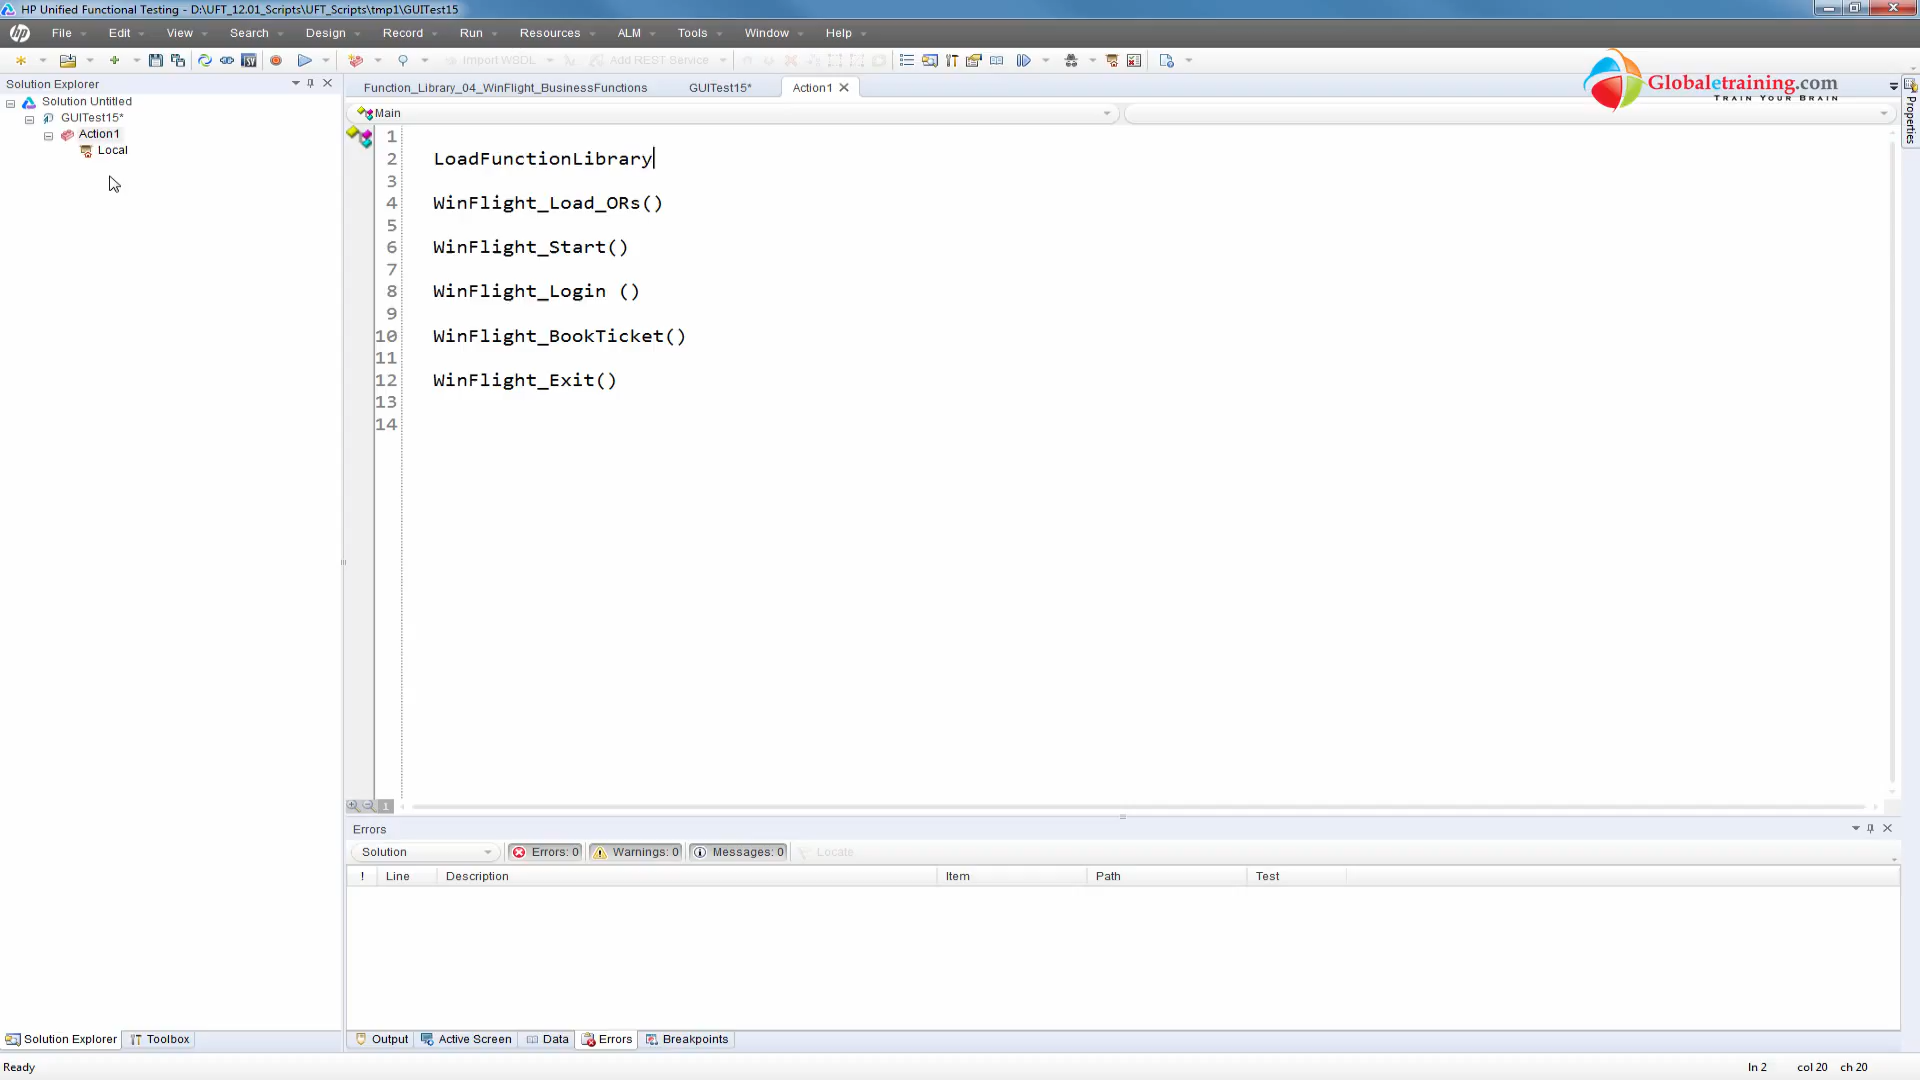 HP Unified Functional Testing - D:\UFT_12.01_Scripts\UFT_Scripts\tmp1\GUITest15
hp File Edit View Search Design Record Run Resources ALM Tools Window Help
Import WSDL Add REST Service
Globaletraining.com
TRAIN YOUR BRAIN
Solution Explorer
Solution Untitled
GUITest15*
Action1
Local
Function_Library_04_WinFlight_BusinessFunctions GUITest15* Action1
Main
Properties
1
2 LoadFunctionLibrary
3
4 WinFlight_Load_ORs()
5
6 WinFlight_Start()
7
8 WinFlight_Login ()
9
10 WinFlight_BookTicket()
11
12 WinFlight_Exit()
13
14
1
Errors
Solution Errors: 0 Warnings: 0 Messages: 0 Locate
! Line Description Item Path Test
Solution Explorer Toolbox
Output Active Screen Data Errors Breakpoints
Ready ln 2 col 20 ch 20